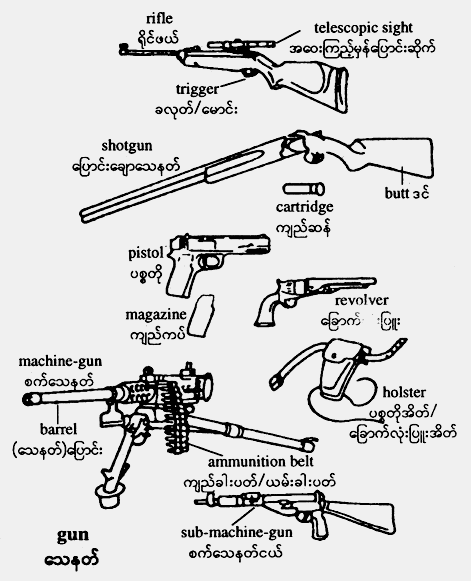 rifle
ရိုင်ဖယ်
telescopic sight
အဝေးကြည့်မှန်ပြောင်းဆိုက်
trigger
ခလုတ်/မောင်း
shotgun
ပြောင်းချောသေနတ်
butt ဒင်
cartridge
ကျည်ဆန်
pistol
ပစ္စတို
revolver
magazine
ကျည်ကပ်
machine-gun
စက်သေနတ်
holster
ပစ္စတိုအိတ်/
ခြောက်လုံးပြူးအိတ်
barrel
(သေနတ်)ပြောင်း
ammunition belt
ကျည်ခါးပတ်/ယမ်းခါးပတ်
gun
သေနတ်
sub-machine-gun
စက်သေနတ်ငယ်